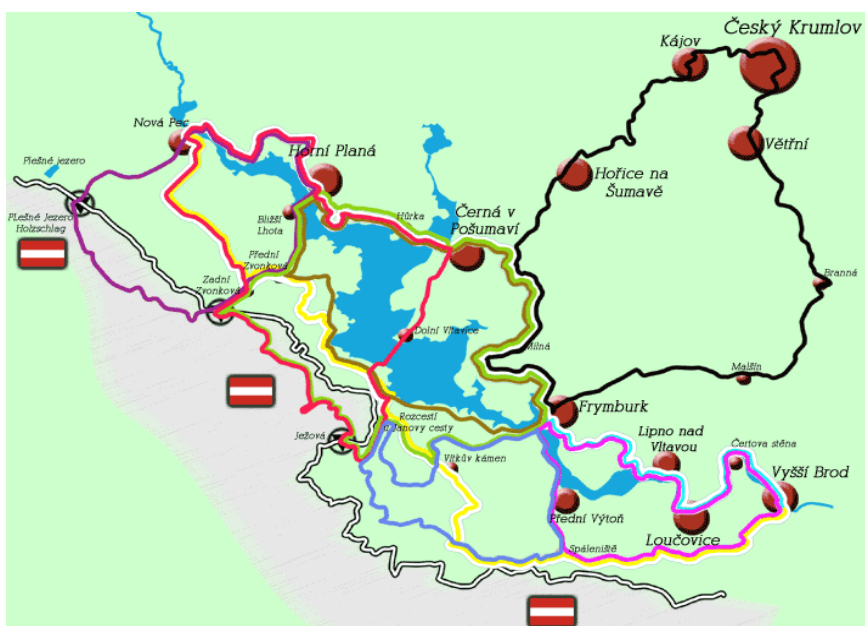 Český Krumlov
Kájov
Nová Pec
Větřní
Plešné jezero
Horní Planá
Hořice na
Šumavě
PLešné Jezero
Holzschlag
Bližší
Lhota
Hůrka
Černá v
Pošumaví
Přední
Zvonková
Zadní
Zvonková
Branná
Dolní Vltavice
Milná
Malšín
Frymburk
Rozcestí
č Janovy cesty
Ježová
Lipno nad
Vltavou
Čertova stěna
Vítkův kámen
Vyšší Brod
Přední Výtoň
Loučovice
Spáleniště